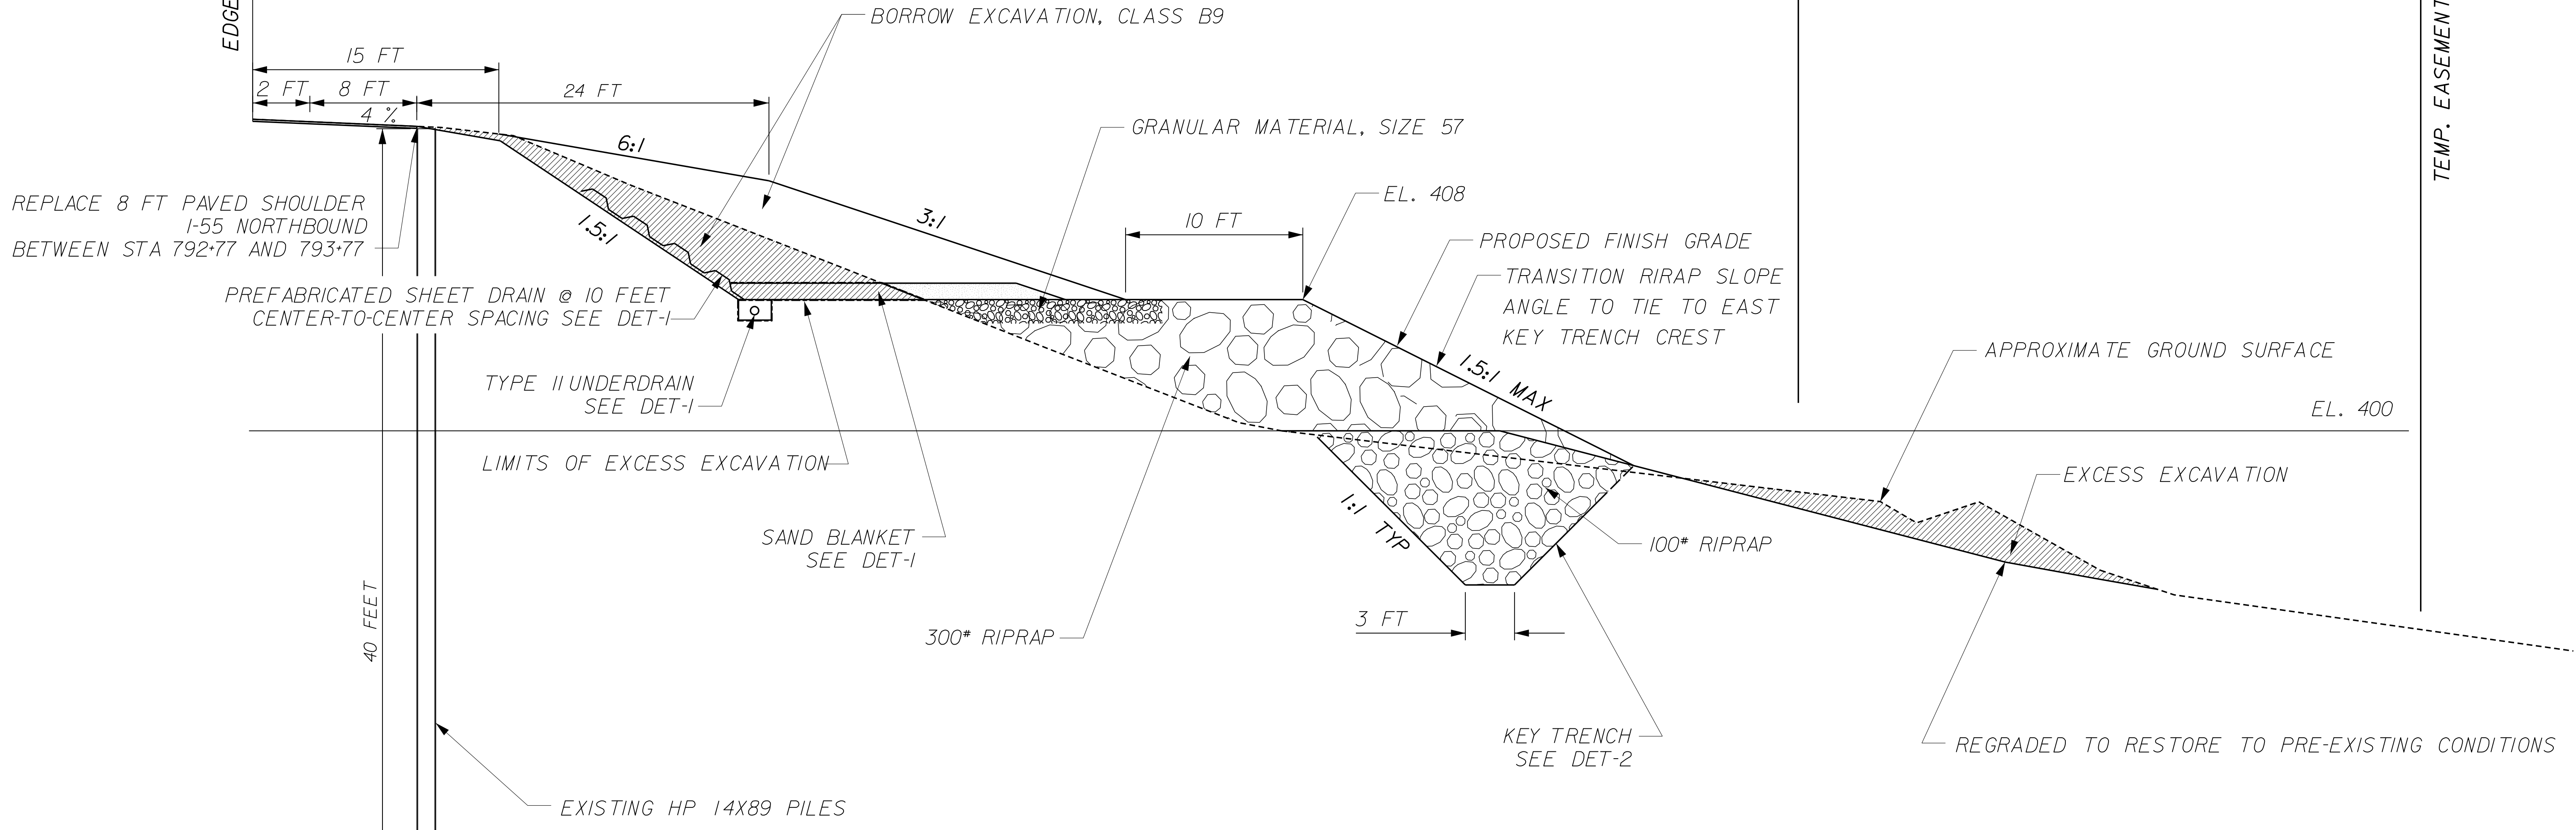 EDGE
BORROW EXCAVATION, CLASS B9
15 FT
2 FT
8 FT
24 FT
4 %
6:1
GRANULAR MATERIAL, SIZE 57
TEMP. EASEMENT
REPLACE 8 FT PAVED SHOULDER
I-55 NORTHBOUND
BETWEEN STA 792+77 AND 793+77
1.5:1
3:1
EL. 408
10 FT
PROPOSED FINISH GRADE
TRANSITION RIRAP SLOPE
ANGLE TO TIE TO EAST
KEY TRENCH CREST
PREFABRICATED SHEET DRAIN @ 10 FEET
CENTER-TO-CENTER SPACING SEE DET-1
TYPE II UNDERDRAIN
SEE DET-1
1.5:1 MAX
APPROXIMATE GROUND SURFACE
EL. 400
LIMITS OF EXCESS EXCAVATION
EXCESS EXCAVATION
SAND BLANKET
SEE DET-1
1:1 TYP
100# RIPRAP
40 FEET
300# RIPRAP
3 FT
KEY TRENCH
SEE DET-2
REGRADED TO RESTORE TO PRE-EXISTING CONDITIONS
EXISTING HP 14X89 PILES